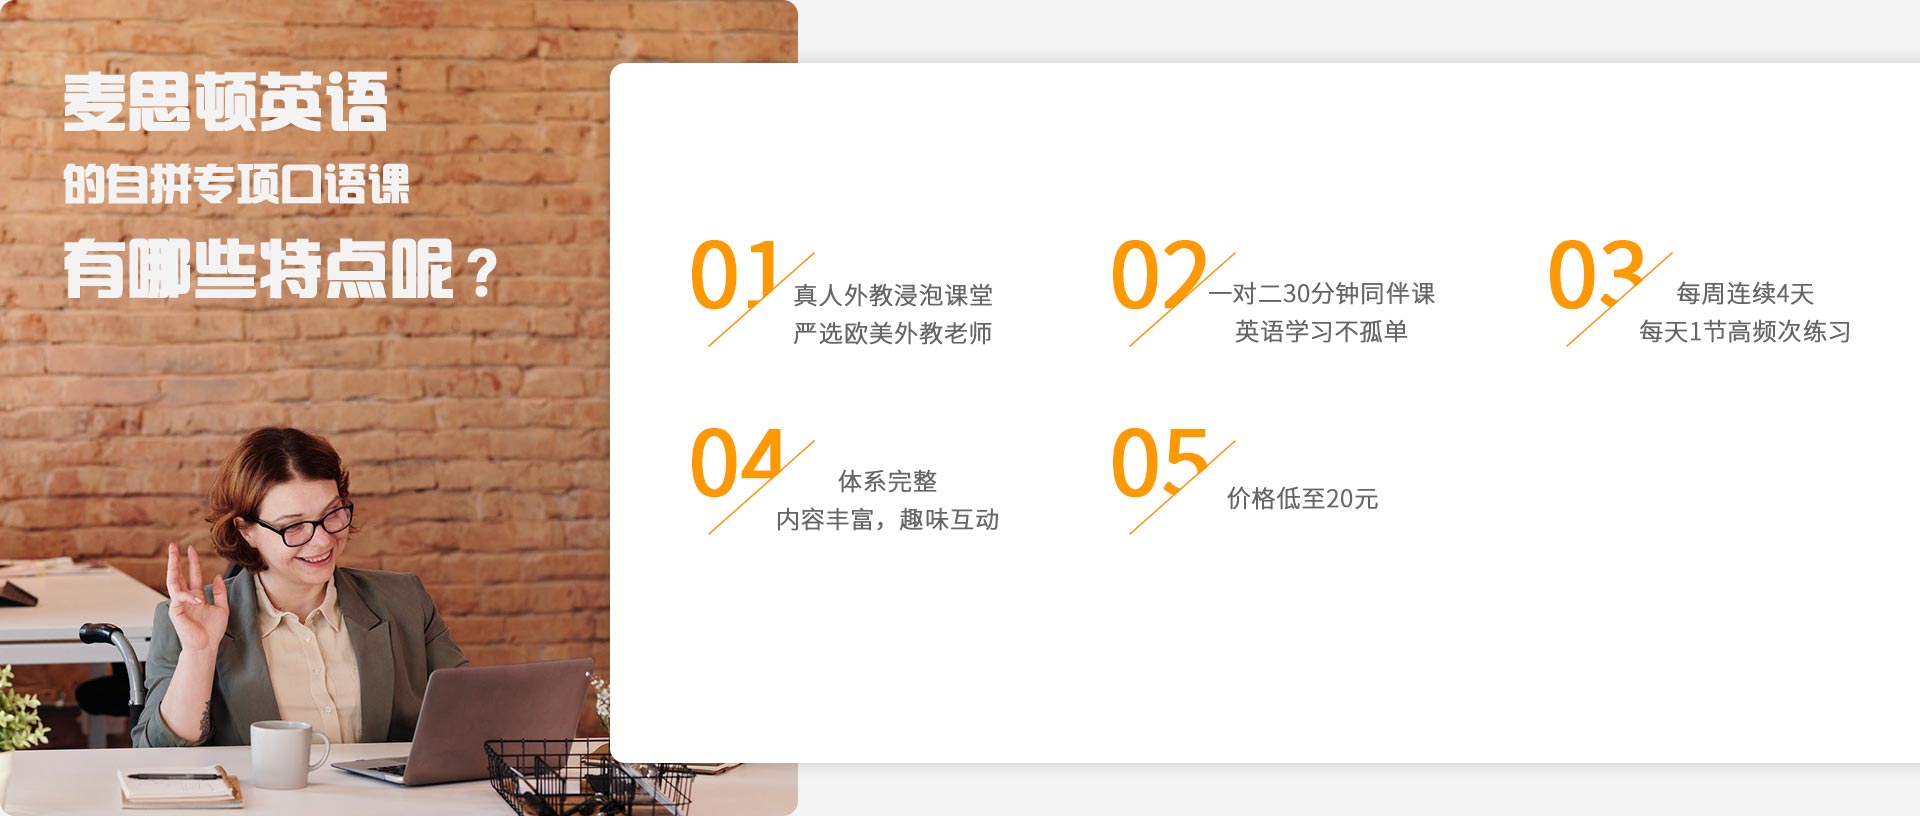 麦思顿英语
的自拼专项口语课
有哪些特点呢？
01
真人外教浸泡课堂
严选欧美外教老师
02
一对二30分钟同伴课
英语学习不孤单
03
每周连续4天
每天1节高频次练习
04
体系完整
内容丰富，趣味互动
05
价格低至20元